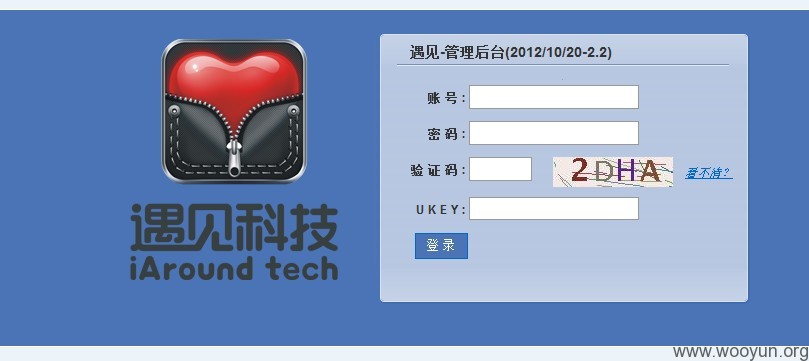 遇见-管理后台(2012/10/20-2.2)
账 号 :
密 码 :
验 证 码 :
2DHA
看不清？
U K E Y :
登 录
遇见科技
iAround tech
www.wooyun.org